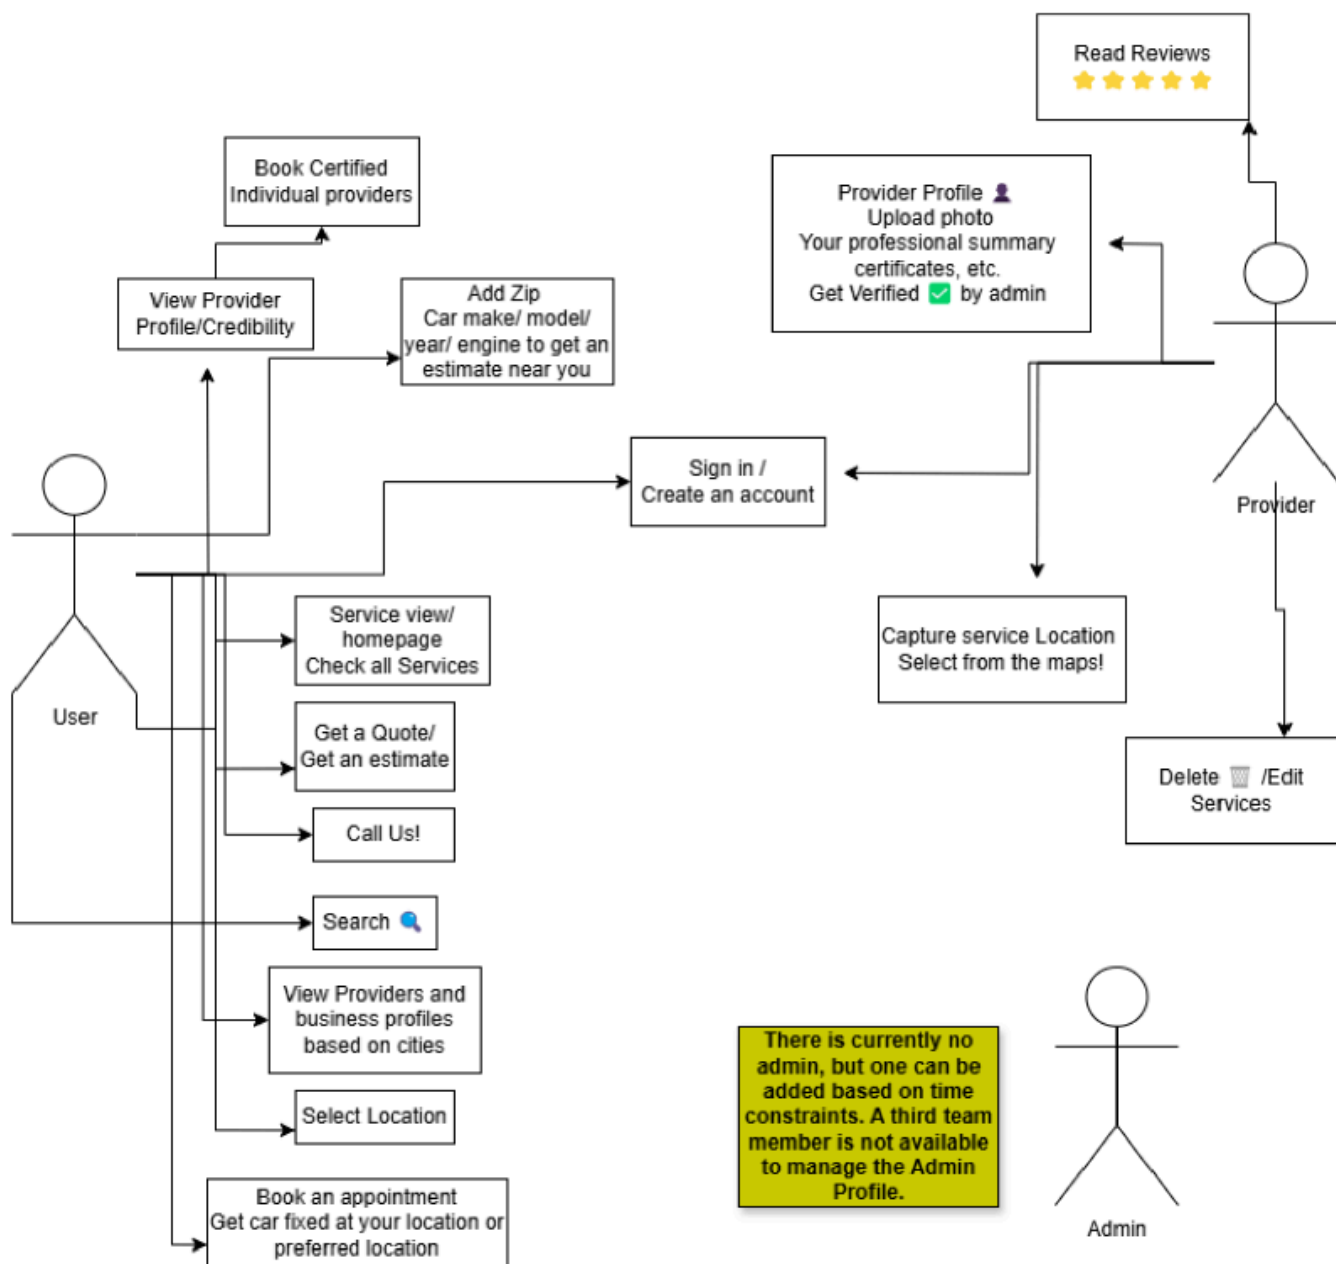 Read Reviews
⭐⭐⭐⭐⭐
Book Certified
Individual providers
Provider Profile 👤
Upload photo
Your professional summary
certificates, etc.
Get Verified ✅ by admin
View Provider
Profile/Credibility
Add Zip
Car make/ model/
year/ engine to get an
estimate near you
Sign in /
Create an account
Provider
Service view/
homepage
Check all Services
Capture service Location
Select from the maps!
User
Get a Quote/
Get an estimate
Delete 🗑️ /Edit
Services
Call Us!
Search 🔍
View Providers and
business profiles
based on cities
Select Location
There is currently no
admin, but one can be
added based on time
constraints. A third team
member is not available
to manage the Admin
Profile.
Book an appointment
Get car fixed at your location or
preferred location
Admin